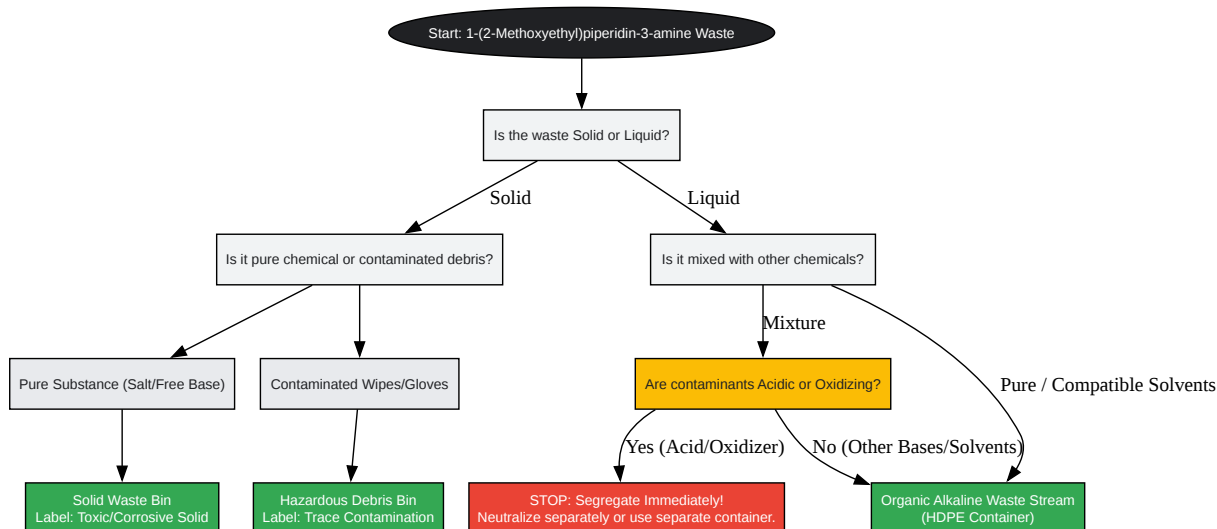 Start: 1-(2-Methoxyethyl)piperidin-3-amine Waste
Is the waste Solid or Liquid?
Solid
Liquid
Is it pure chemical or contaminated debris?
Is it mixed with other chemicals?
Mixture
Pure Substance (Salt/Free Base)
Contaminated Wipes/Gloves
Are contaminants Acidic or Oxidizing?
Pure / Compatible Solvents
Yes (Acid/Oxidizer)
No (Other Bases/Solvents)
Solid Waste Bin
Label: Toxic/Corrosive Solid
Hazardous Debris Bin
Label: Trace Contamination
STOP: Segregate Immediately!
Neutralize separately or use separate container.
Organic Alkaline Waste Stream
(HDPE Container)